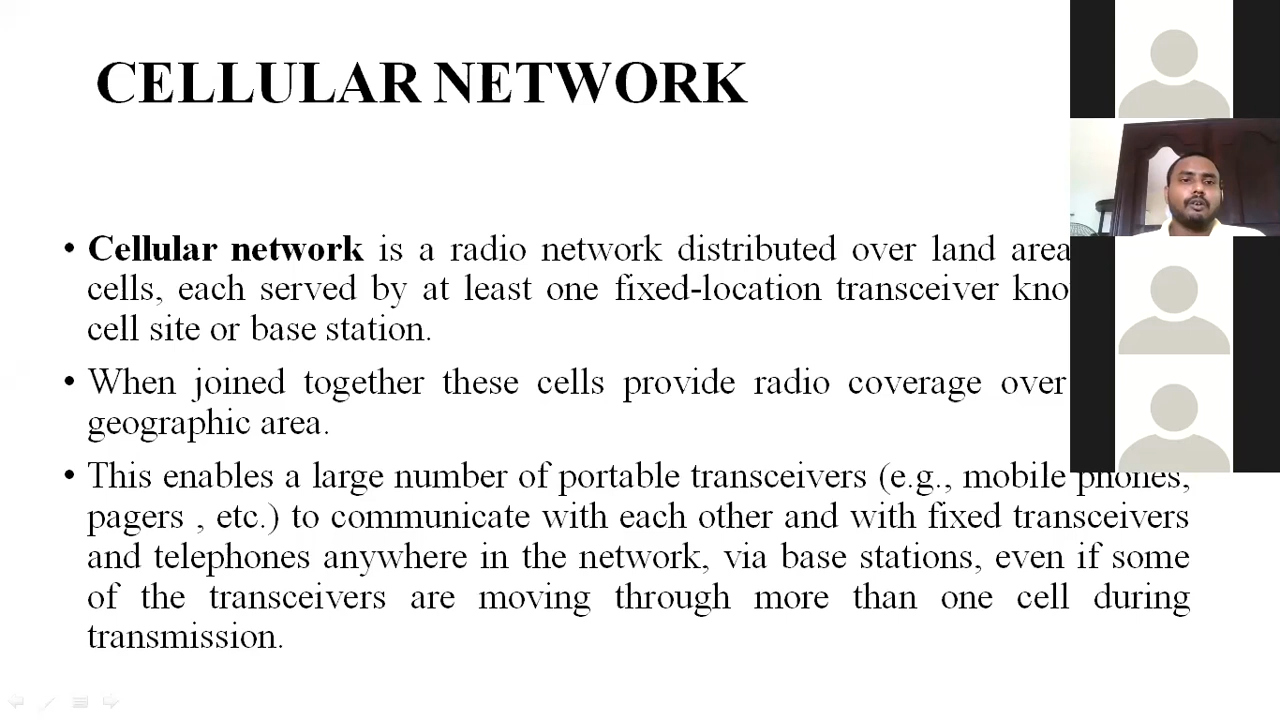 CELLULAR NETWORK
• Cellular network is a radio network distributed over land area
cells, each served by at least one fixed-location transceiver
cell site or base station.
• When joined together these cells provide radio coverage over
geographic area.
• This enables a large number of portable transceivers (e.g., mobile phones,
pagers , etc.) to communicate with each other and with fixed transceivers
and telephones anywhere in the network, via base stations, even if some
of the transceivers are moving through more than one cell during
transmission.